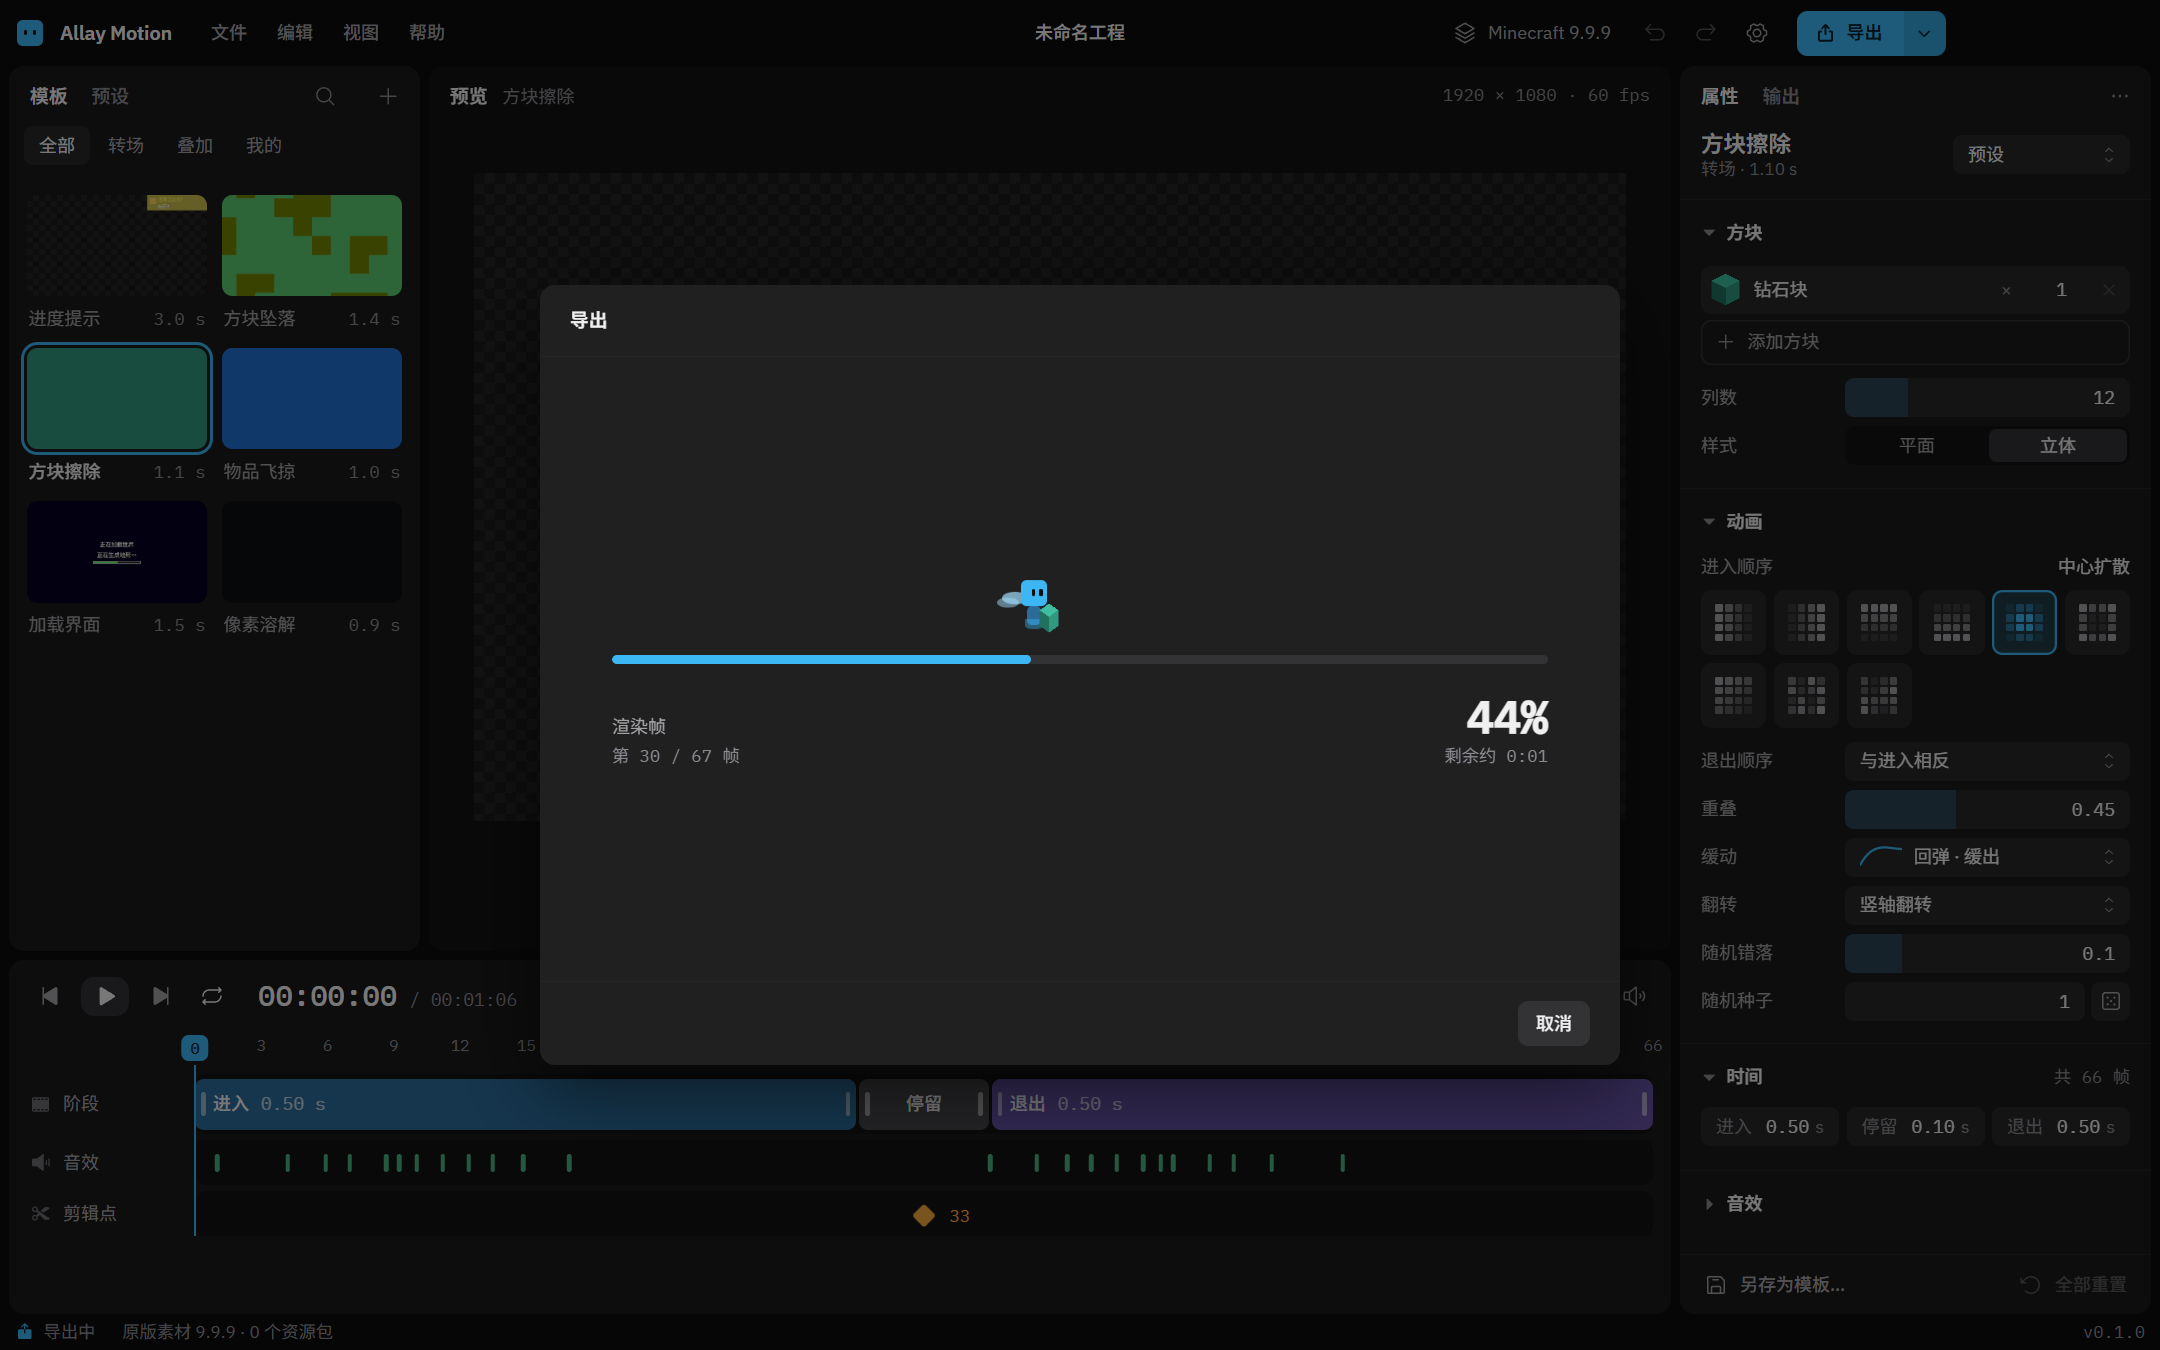 Allay Motion 文件 编辑 视图 帮助 未命名工程 Minecraft 9.9.9 导出
模板 预设
全部 转场 叠加 我的
进度提示 3.0 s 方块坠落 1.4 s
方块擦除 1.1 s 物品飞掠 1.0 s
正在加载世界
加载界面 1.5 s 像素溶解 0.9 s
预览 方块擦除 1920 × 1080 · 60 fps
导出
渲染帧 44%
第 30 / 67 帧 剩余约 0:01
取消
属性 输出 ···
方块擦除 预设
转场 · 1.10 s
方块
钻石块 × 1 ×
添加方块
列数 12
样式 平面 立体
动画
进入顺序 中心扩散
退出顺序 与进入相反
重叠 0.45
缓动 回弹 · 缓出
翻转 竖轴翻转
随机错落 0.1
随机种子 1
时间 共 66 帧
进入 0.50 s 停留 0.10 s 退出 0.50 s
音效
另存为模板... 全部重置
00:00:00 / 00:01:06
0 3 6 9 12 15 66
阶段 进入 0.50 s 停留 退出 0.50 s
音效
剪辑点 33
导出中 原版素材 9.9.9 · 0 个资源包 v0.1.0